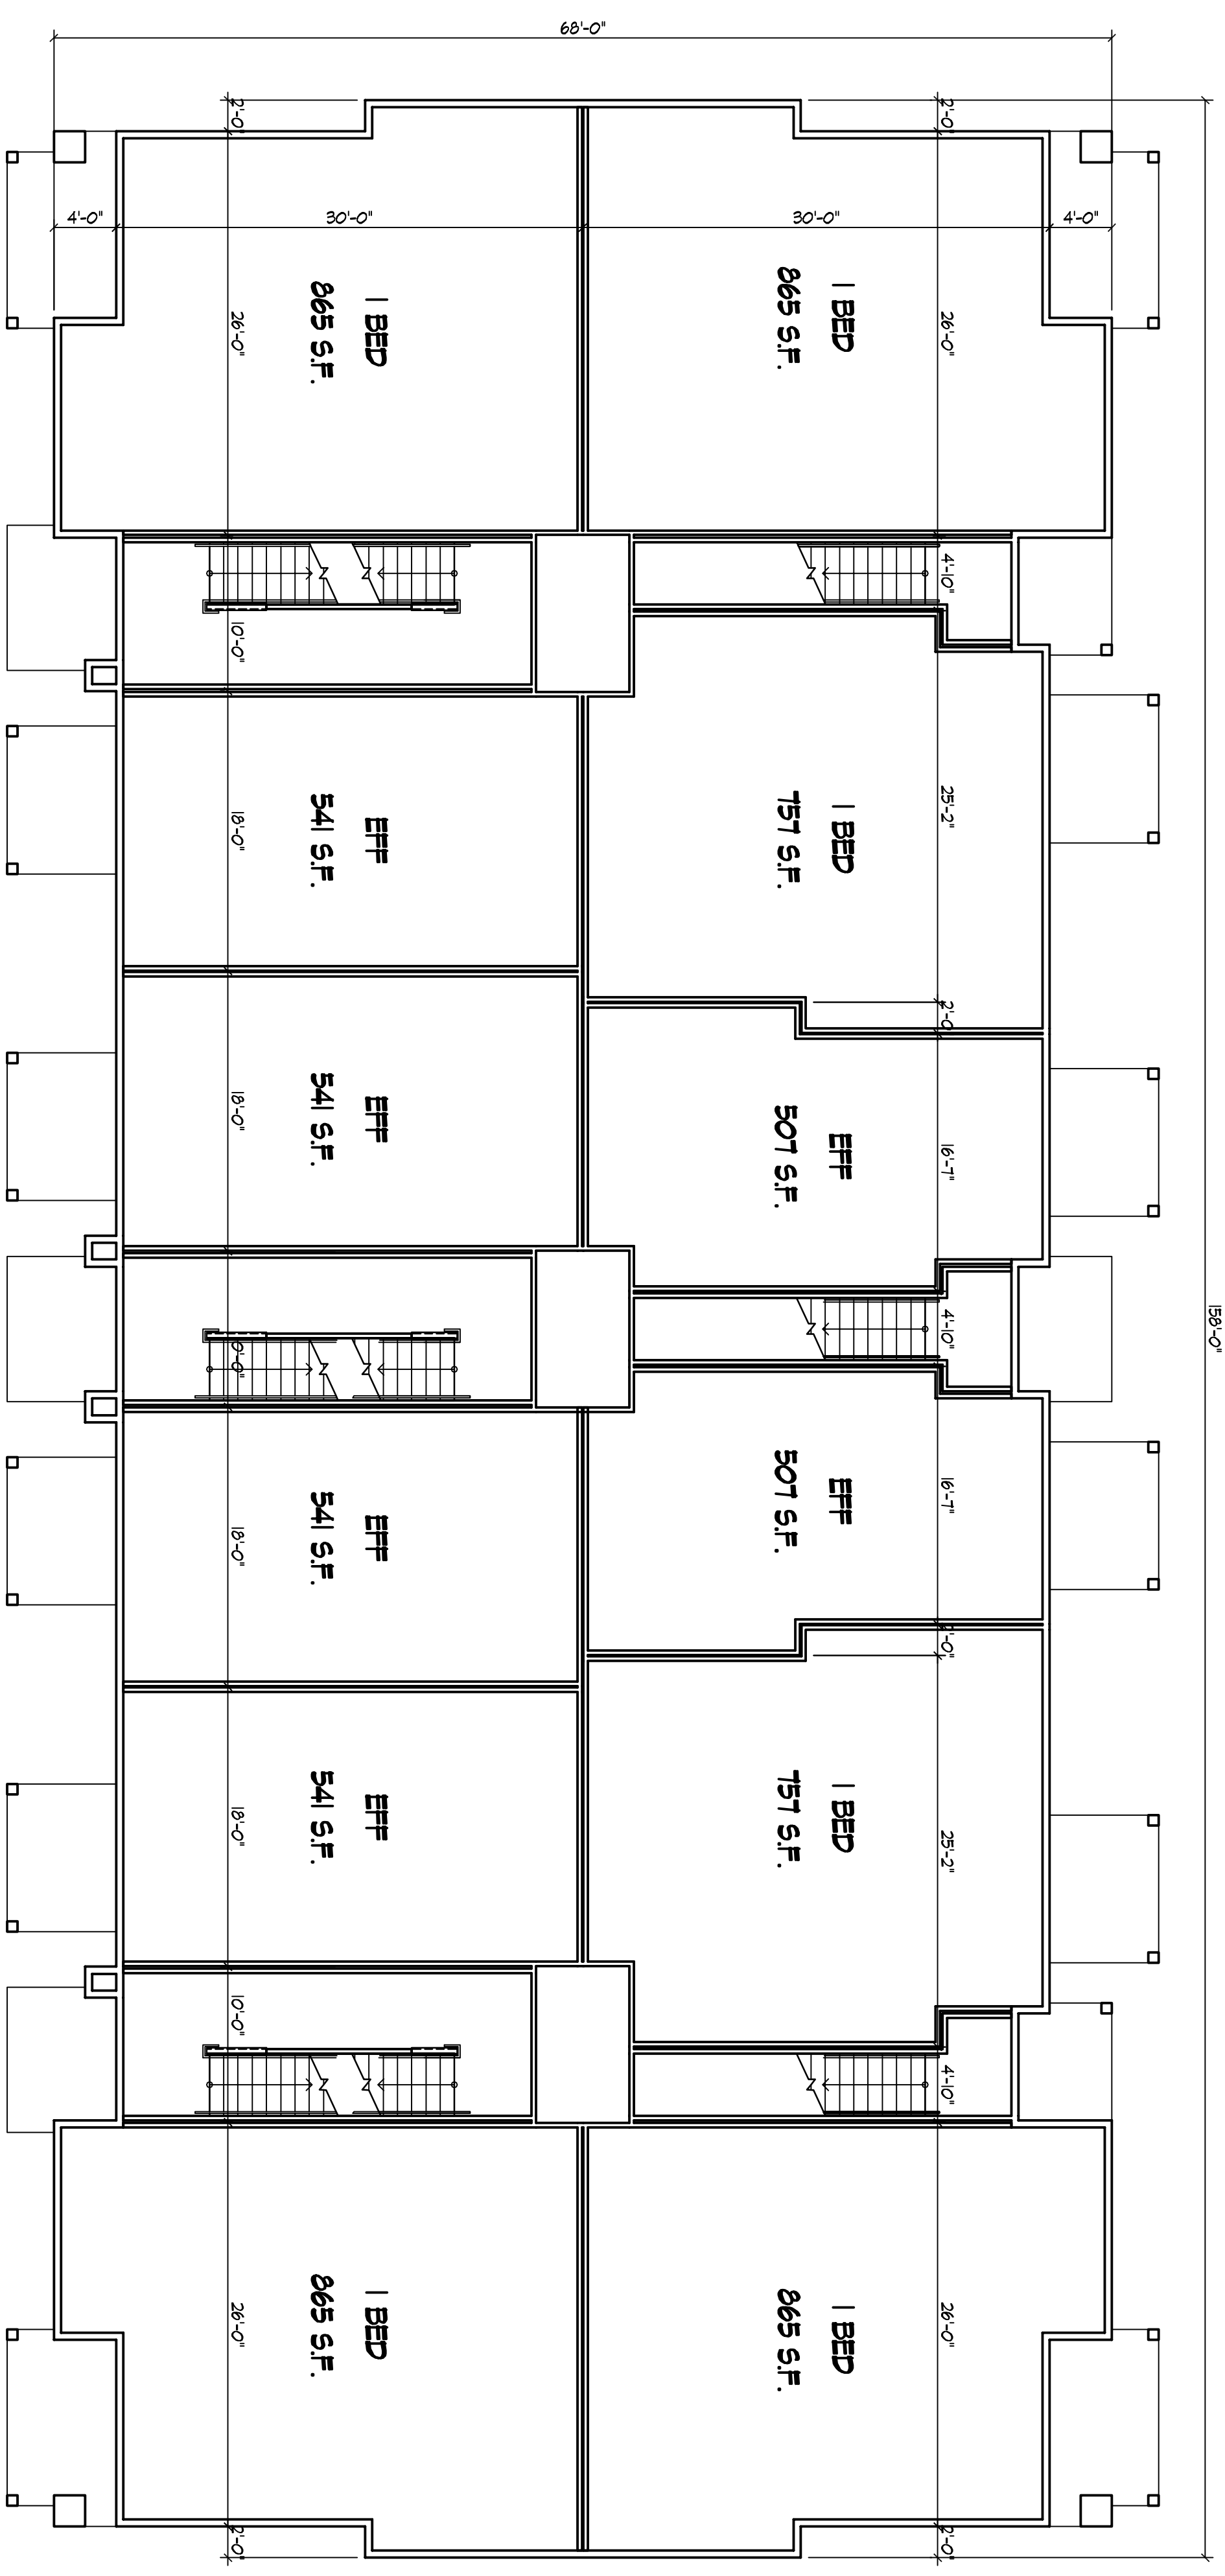 68'-0"
2'-0"
2'-0"
4'-0"
30'-0"
30'-0"
4'-0"
1 BED
865 S.F.
26'-0"
1 BED
865 S.F.
26'-0"
4'-10"
10'-0"
EFF
541 S.F.
18'-0"
1 BED
757 S.F.
25'-2"
2'-0
EFF
541 S.F.
18'-0"
EFF
507 S.F.
16'-7"
4'-10"
0'-0"
158'-0"
EFF
541 S.F.
18'-0"
EFF
507 S.F.
16'-7"
2'-0"
EFF
541 S.F.
18'-0"
1 BED
757 S.F.
25'-2"
10'-0"
4'-10"
1 BED
865 S.F.
26'-0"
1 BED
865 S.F.
26'-0"
2'-0"
2'-0"